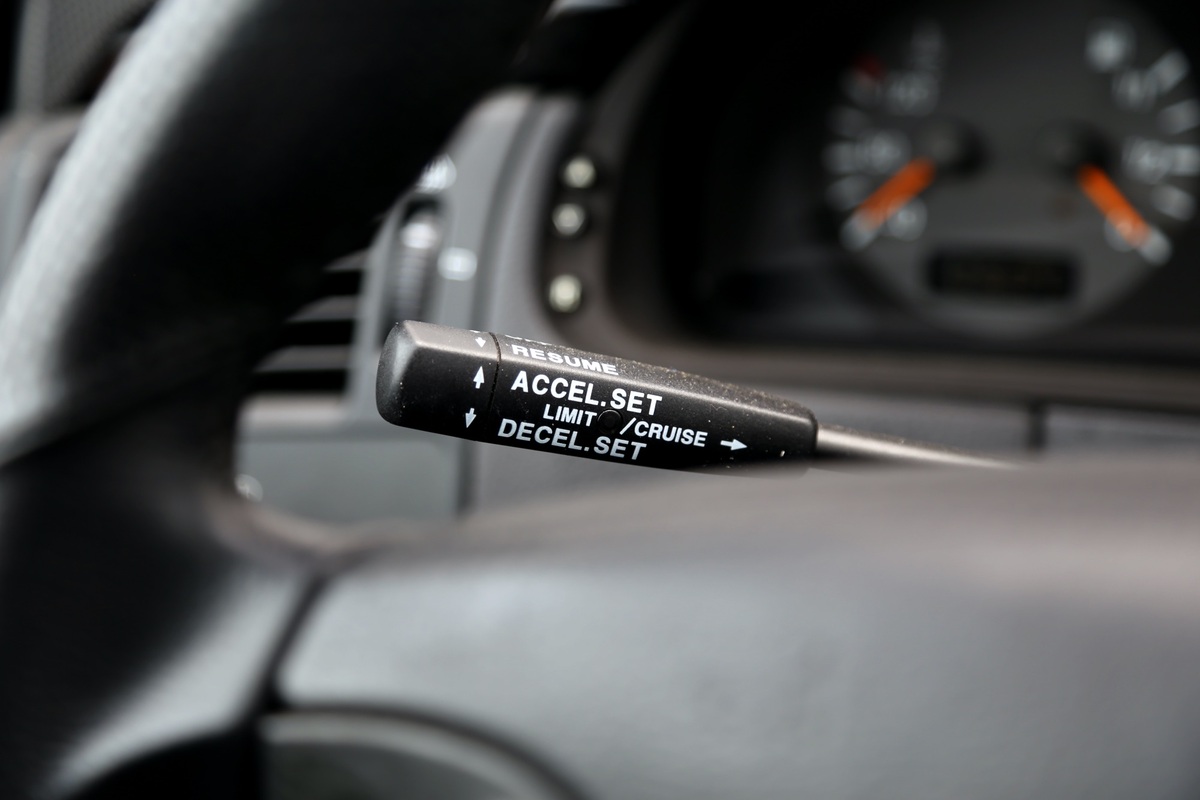 RESUME
ACCEL.SET
LIMIT /CRUISE
DECEL.SET